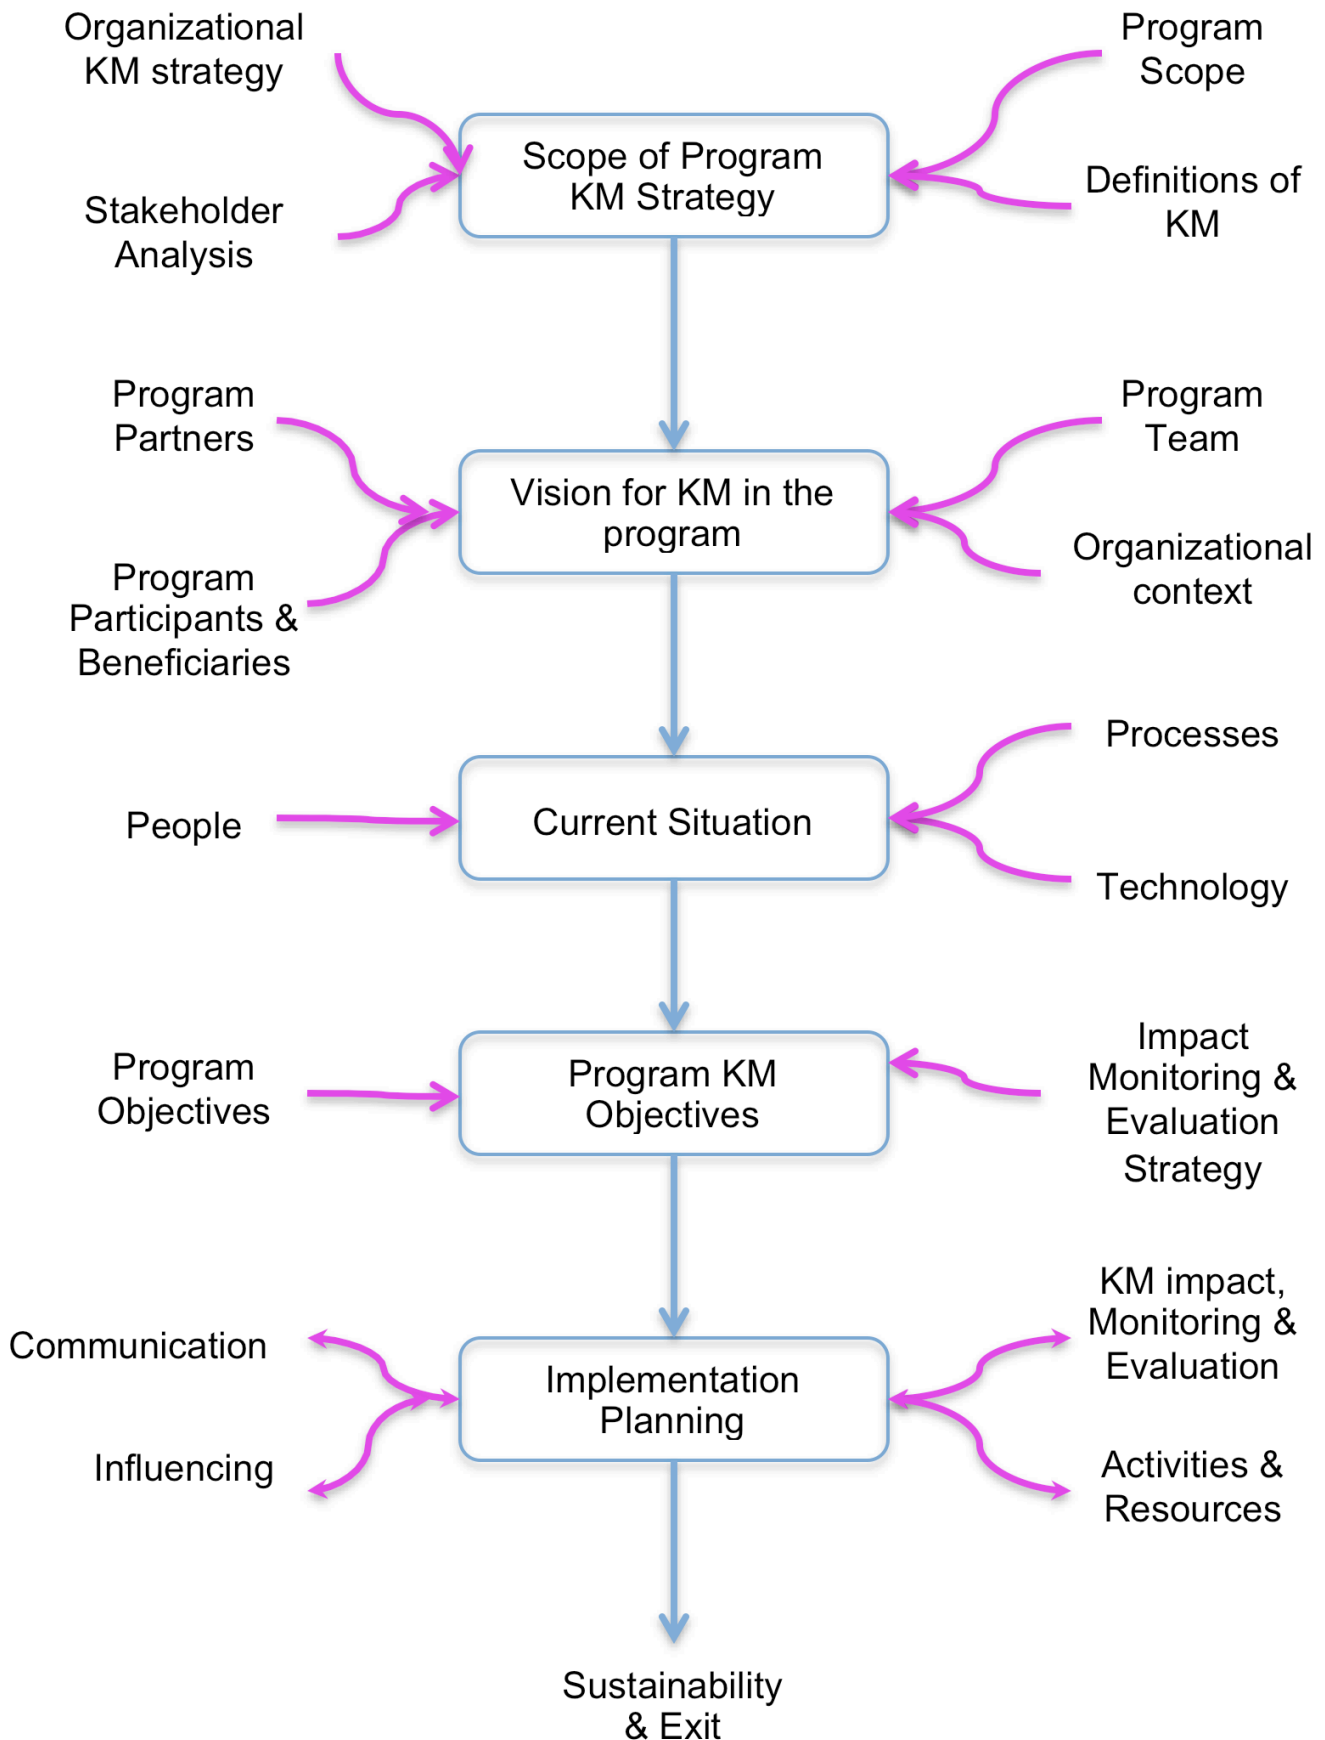 Organizational
KM strategy
Program
Scope
Scope of Program
KM Strategy
Stakeholder
Analysis
Definitions of
KM
Program
Partners
Program
Team
Vision for KM in the
program
Program
Participants &
Beneficiaries
Organizational
context
Processes
People
Current Situation
Technology
Program
Objectives
Program KM
Objectives
Impact
Monitoring &
Evaluation
Strategy
Communication
KM impact,
Monitoring &
Evaluation
Implementation
Planning
Influencing
Activities &
Resources
Sustainability
& Exit